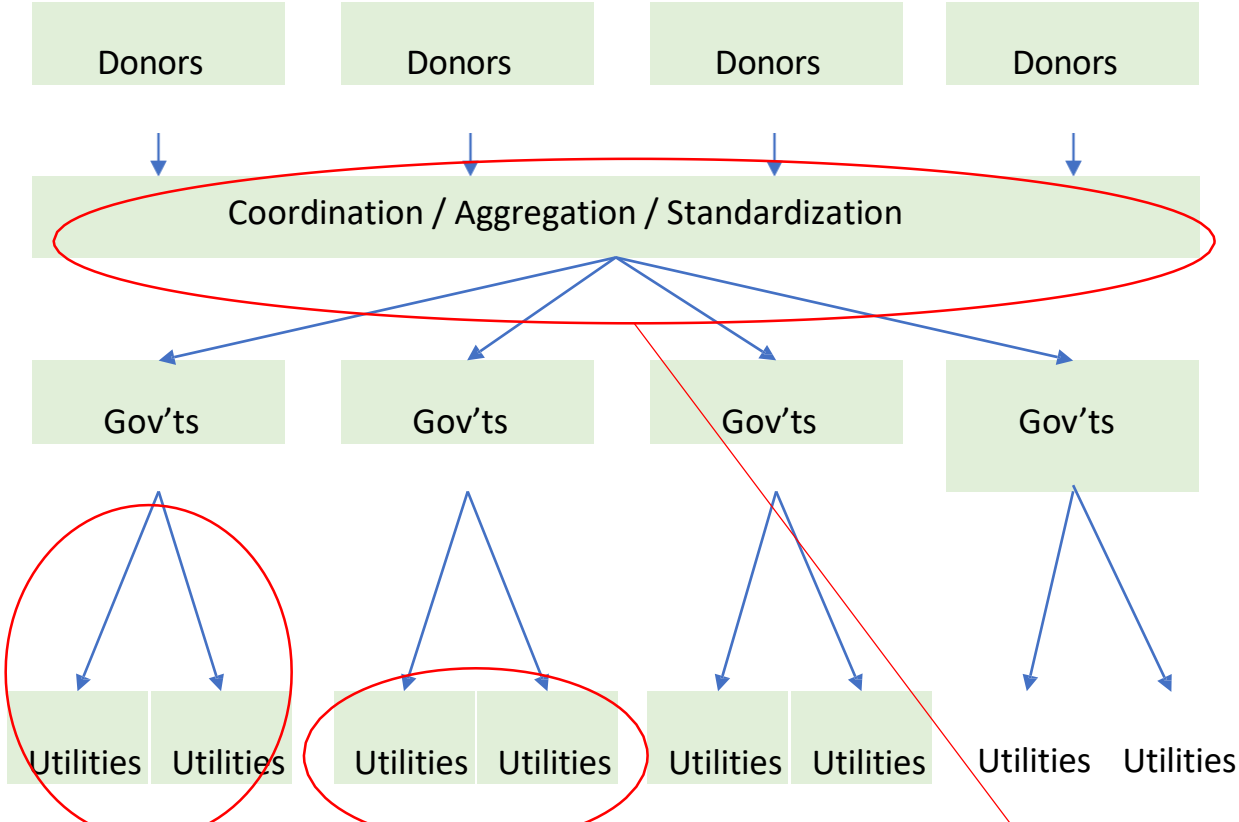 Donors Donors Donors Donors
Coordination / Aggregation / Standardization
Gov’ts Gov’ts Gov’ts Gov’ts
Utilities Utilities Utilities Utilities Utilities Utilities Utilities Utilities